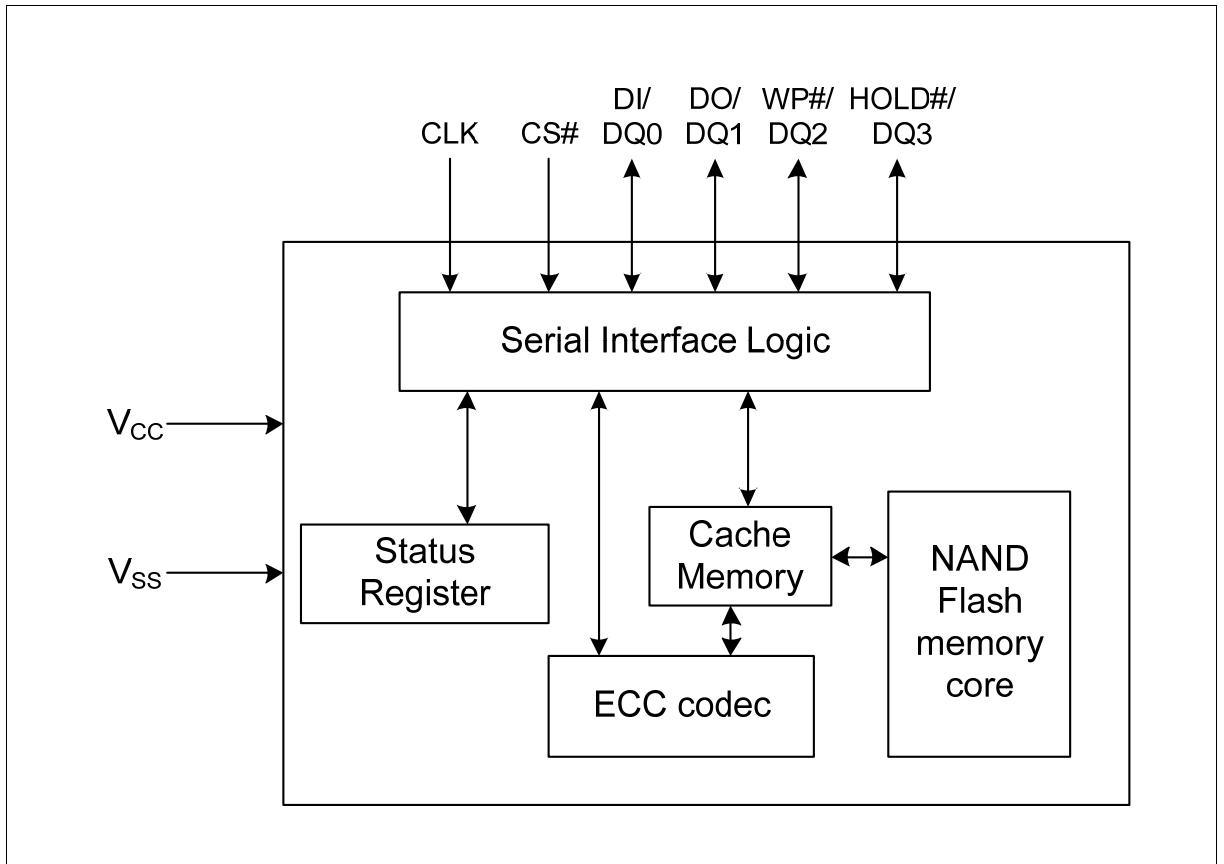 DI/ DO/ WP#/ HOLD#/
CLK CS# DQ0 DQ1 DQ2 DQ3
Serial Interface Logic
VCC
VSS
Status
Register
Cache
Memory
NAND
Flash
memory
core
ECC codec